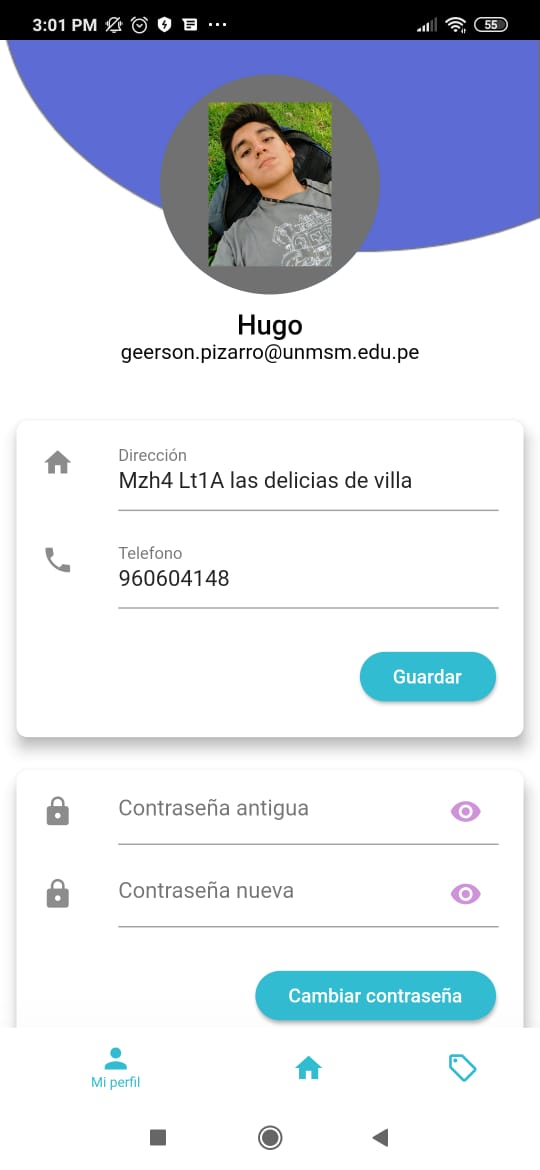 3:01 PM
55
Hugo
geerson.pizarro@unmsm.edu.pe
Dirección
Mzh4 Lt1A las delicias de villa
Telefono
960604148
Guardar
Contraseña antigua
Contraseña nueva
Cambiar contraseña
Mi perfil